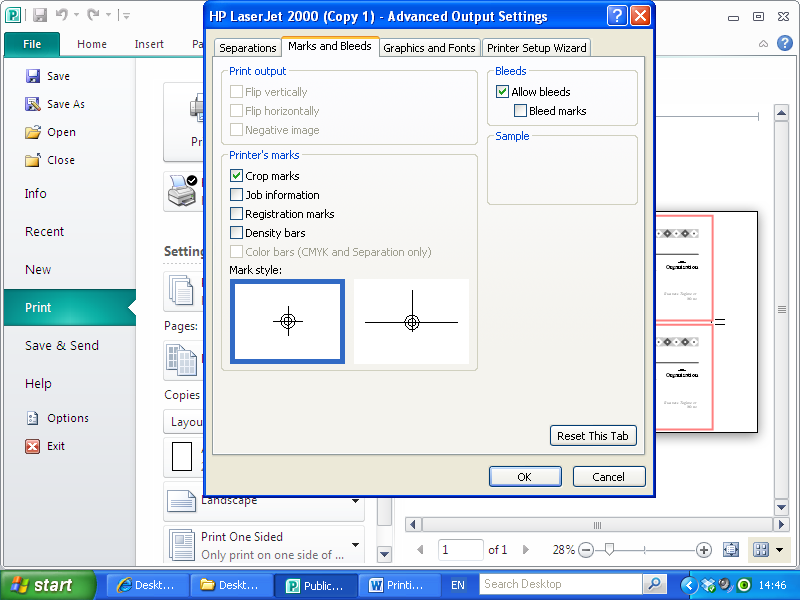 HP LaserJet 2000 (Copy 1) - Advanced Output Settings
File
Home
Insert
Pa
Separations
Marks and Bleeds
Graphics and Fonts
Printer Setup Wizard
Save
Save As
Open
Close
Info
Recent
New
Print
Save & Send
Help
Options
Exit
Pr
Setting
Pages:
Copies
Layou
Landscape
Print One Sided
Only print on one side of ...
Print output
Flip vertically
Flip horizontally
Negative image
Printer's marks
Crop marks
Job information
Registration marks
Density bars
Color bars (CMYK and Separation only)
Mark style:
Bleeds
Allow bleeds
Bleed marks
Sample
Reset This Tab
OK
Cancel
Organization
Organization
1 of 1
28%
start
Deskt...
Deskt...
Public...
Printi...
EN
Search Desktop
14:46